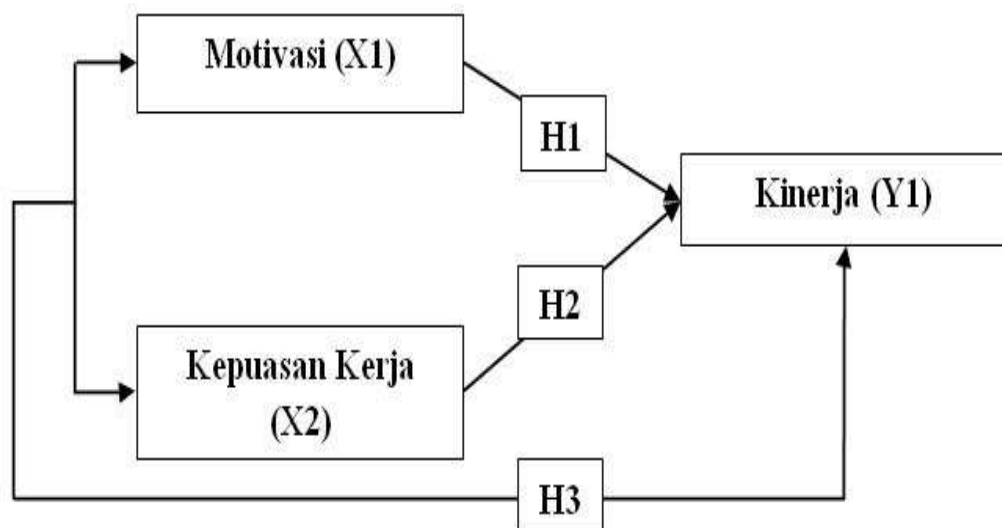 Motivasi (X1)
H1
Kinerja (Y1)
H2
Kepuasan Kerja
(X2)
H3